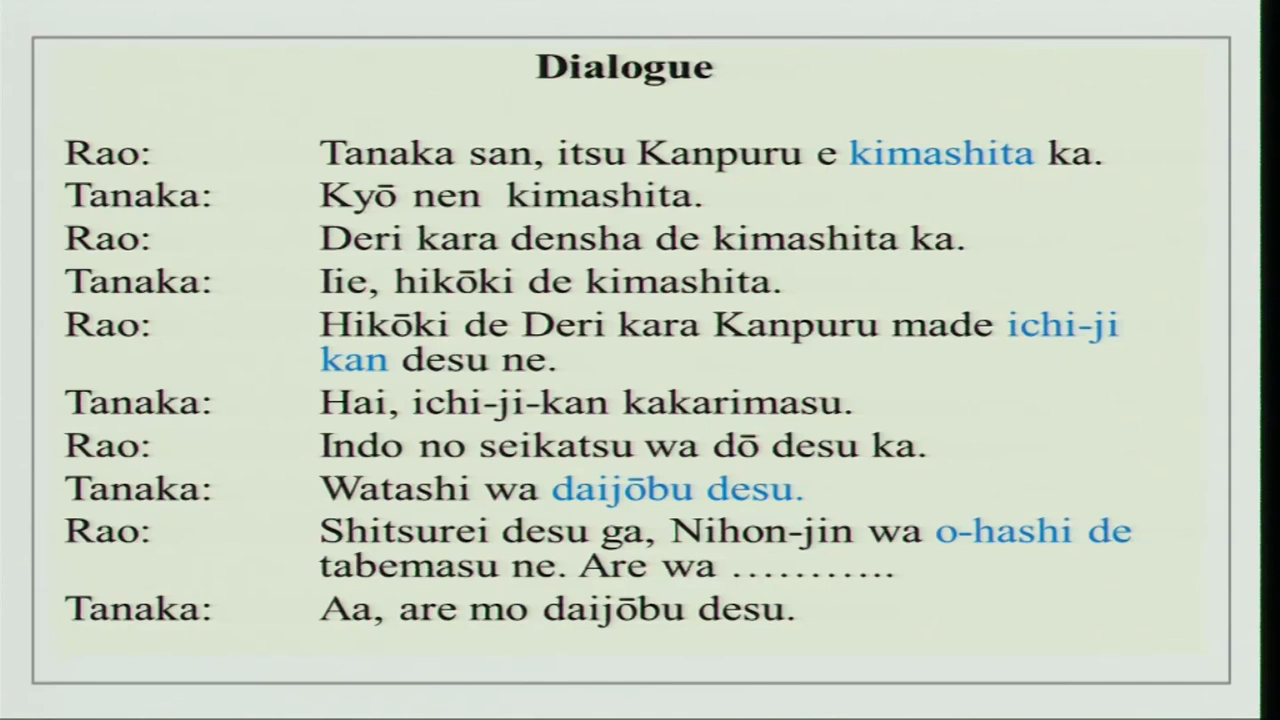 Dialogue
Rao: Tanaka san, itsu Kanpuru e kimashita ka.
Tanaka: Kyō nen kimashita.
Rao: Deri kara densha de kimashita ka.
Tanaka: Iie, hikōki de kimashita.
Rao: Hikōki de Deri kara Kanpuru made ichi-ji
kan desu ne.
Tanaka: Hai, ichi-ji-kan kakarimasu.
Rao: Indo no seikatsu wa dō desu ka.
Tanaka: Watashi wa daijōbu desu.
Rao: Shitsurei desu ga, Nihon-jin wa o-hashi de
tabemasu ne. Are wa ...........
Tanaka: Aa, are mo daijōbu desu.